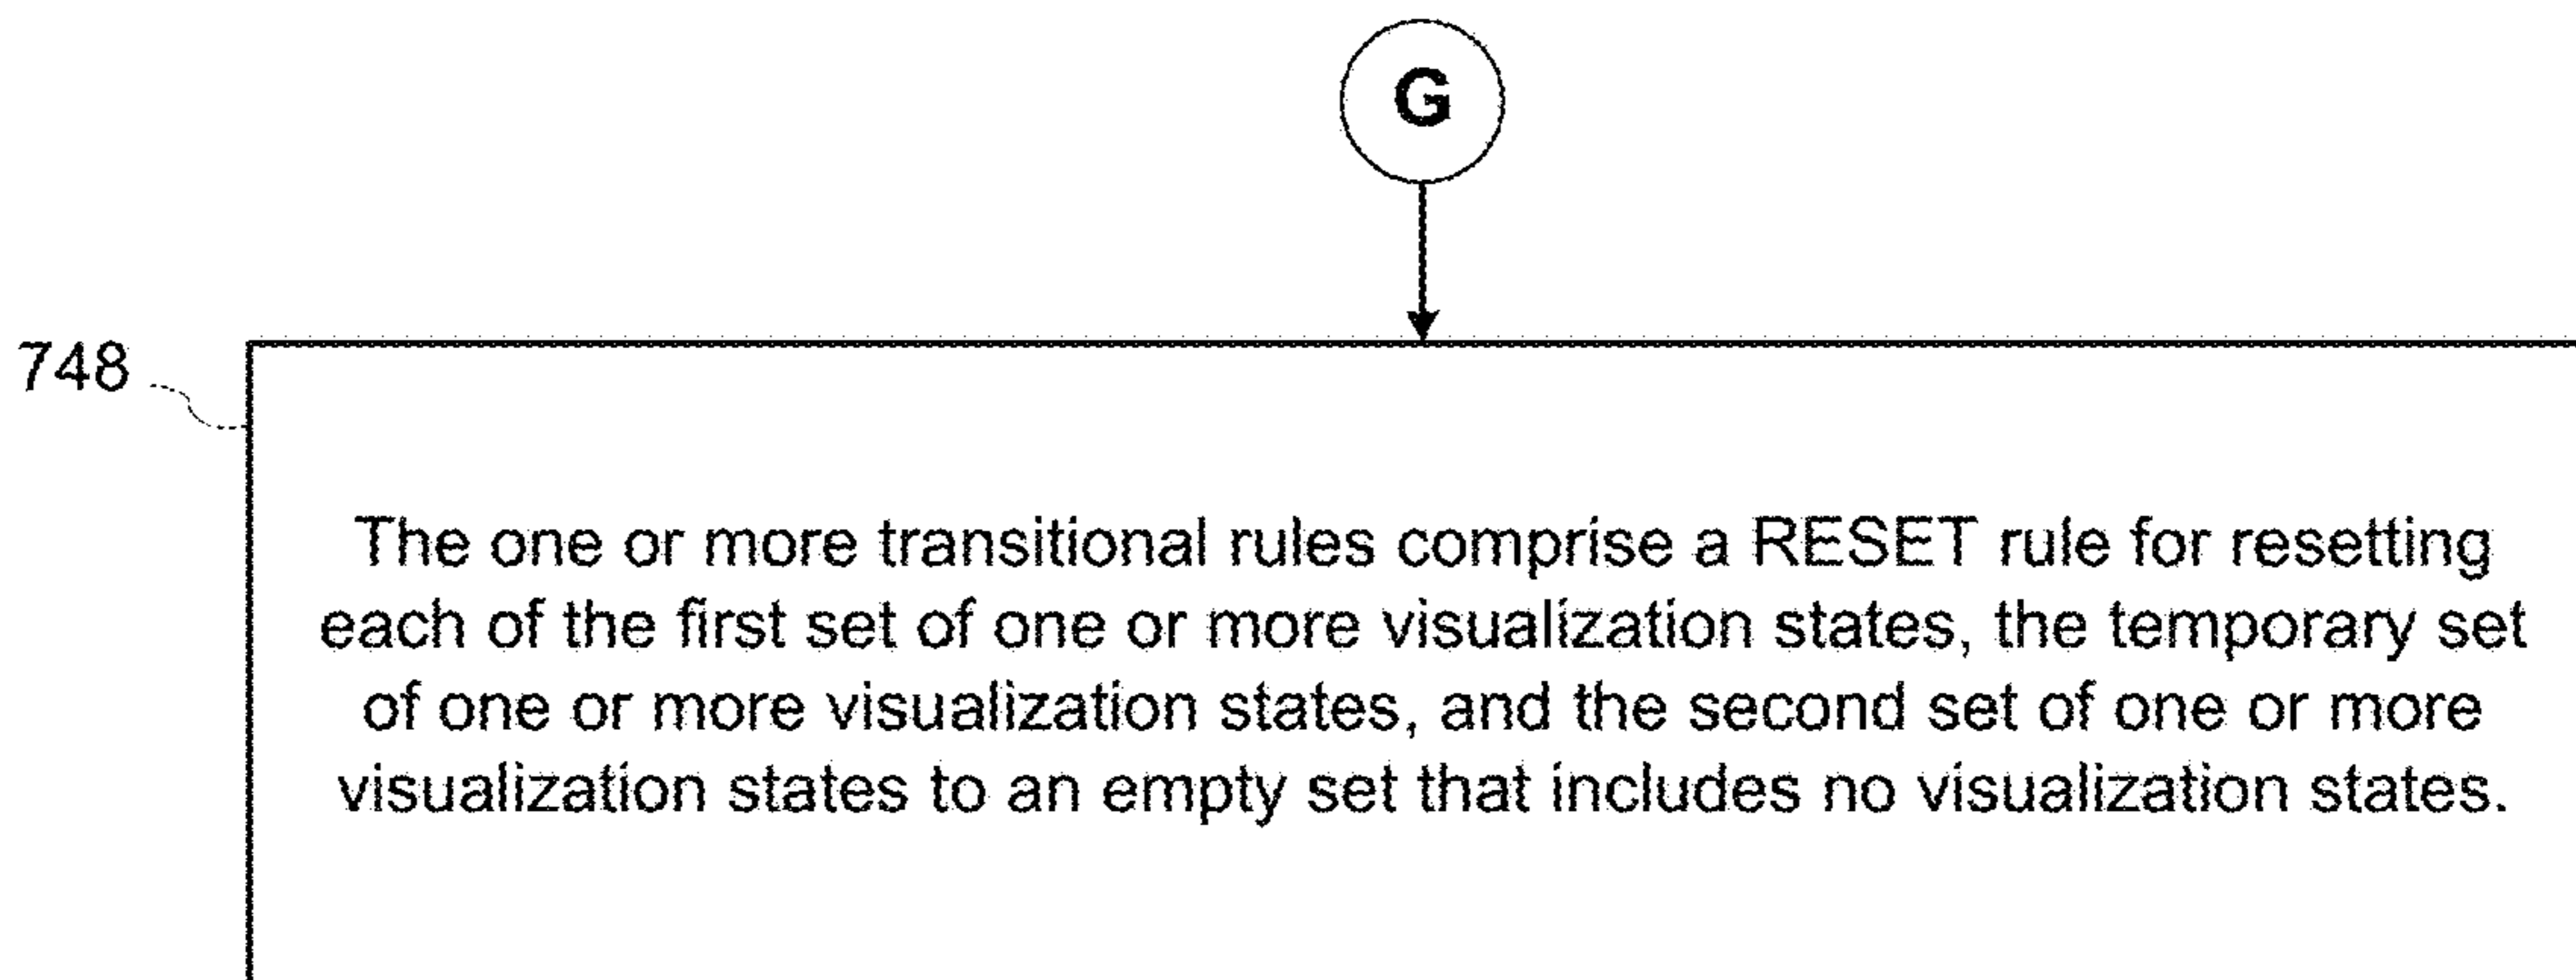 G
748
The one or more transitional rules comprise a RESET rule for resetting
each of the first set of one or more visualization states, the temporary set
of one or more visualization states, and the second set of one or more
visualization states to an empty set that includes no visualization states.